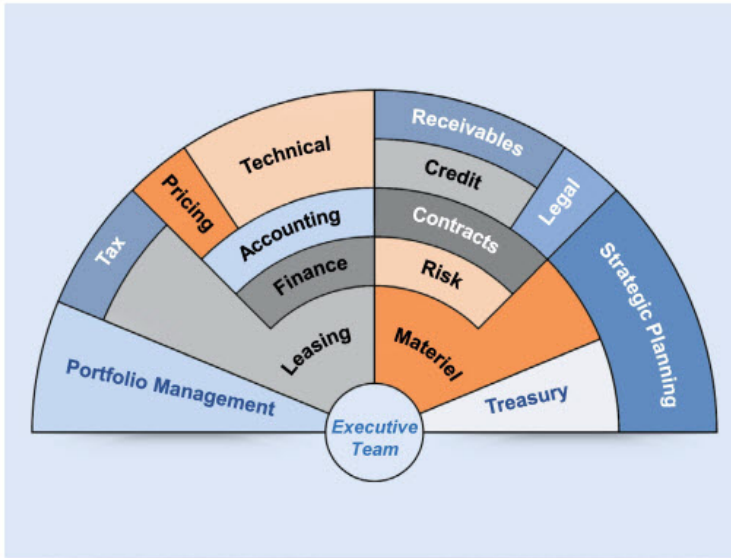 Receivables
Technical
Credit
Pricing
Legal
Accounting
Contracts
Tax
Finance
Risk
Strategic Planning
Leasing
Materiel
Portfolio Management
Treasury
Executive
Team